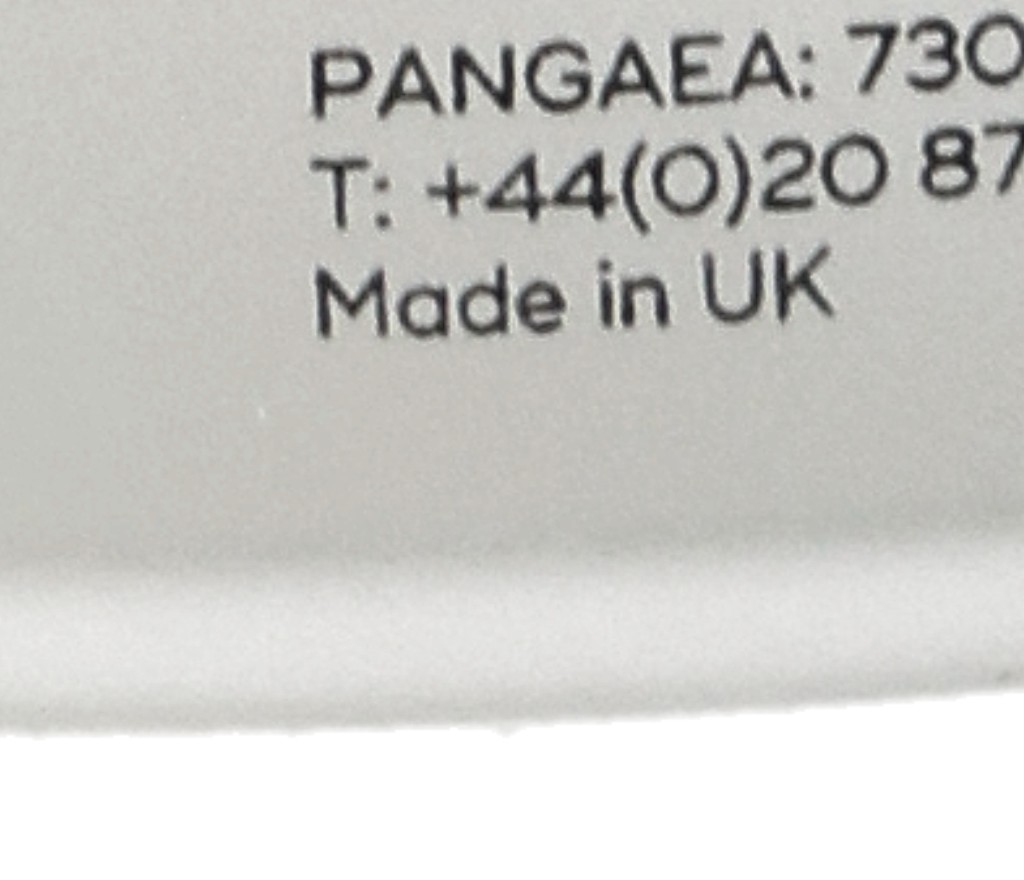 PANGAEA: 730
T: +44(0)20 87
Made in UK